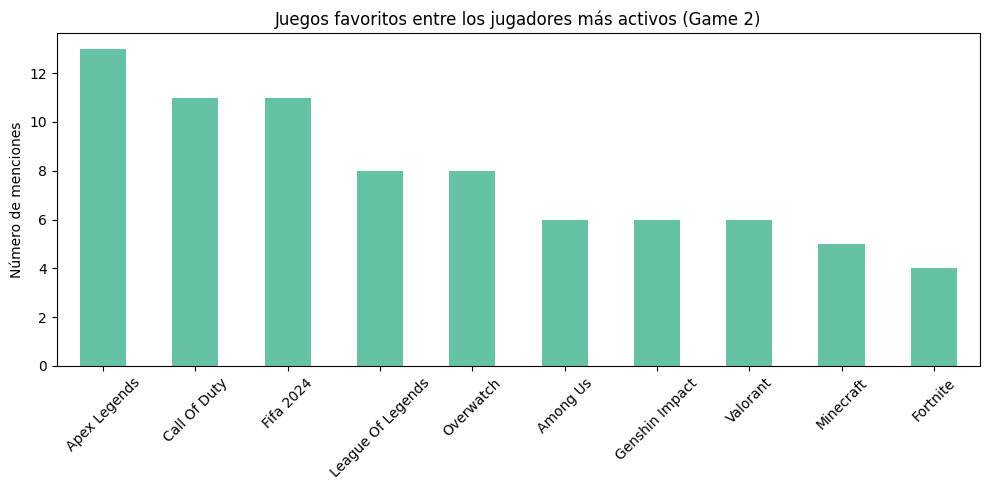 Juegos favoritos entre los jugadores más activos (Game 2)
Número de menciones
12
10
8
6
4
2
0
Apex Legends
Call Of Duty
Fifa 2024
League Of Legends
Overwatch
Among Us
Genshin Impact
Valorant
Minecraft
Fortnite